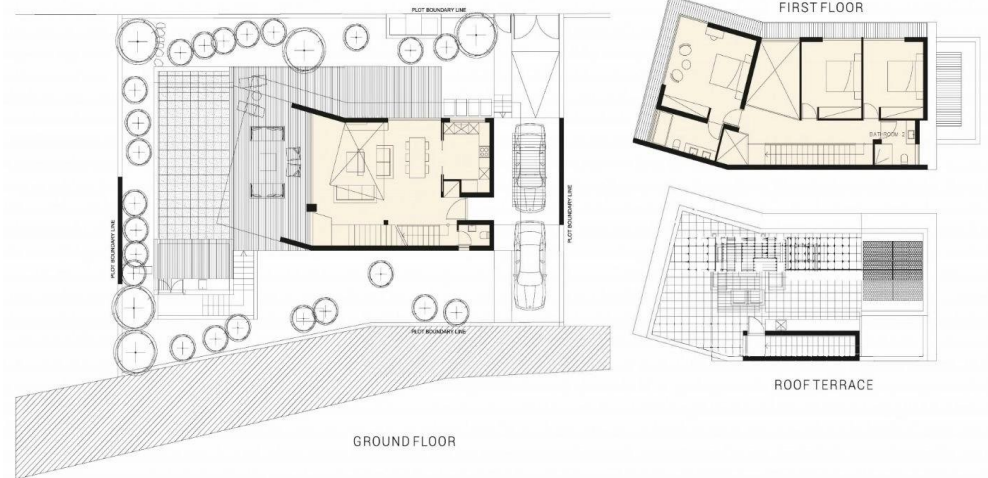 PLOT BOUNDARY LINE
FIRST FLOOR
BATHROOM-2
PLOT BOUNDARY LINE
PLOT BOUNDARY LINE
PLOT BOUNDARY LINE
ROOF TERRACE
GROUND FLOOR